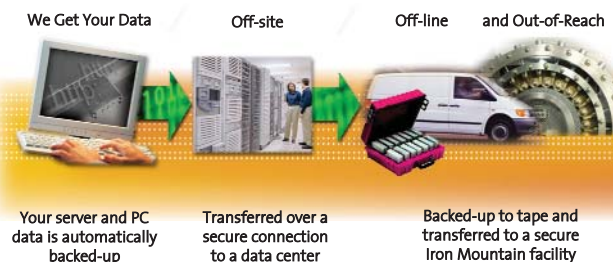 We Get Your Data
Off-site
Off-line
and Out-of-Reach
Your server and PC
data is automatically
backed-up
Transferred over a
secure connection
to a data center
Backed-up to tape and
transferred to a secure
Iron Mountain facility